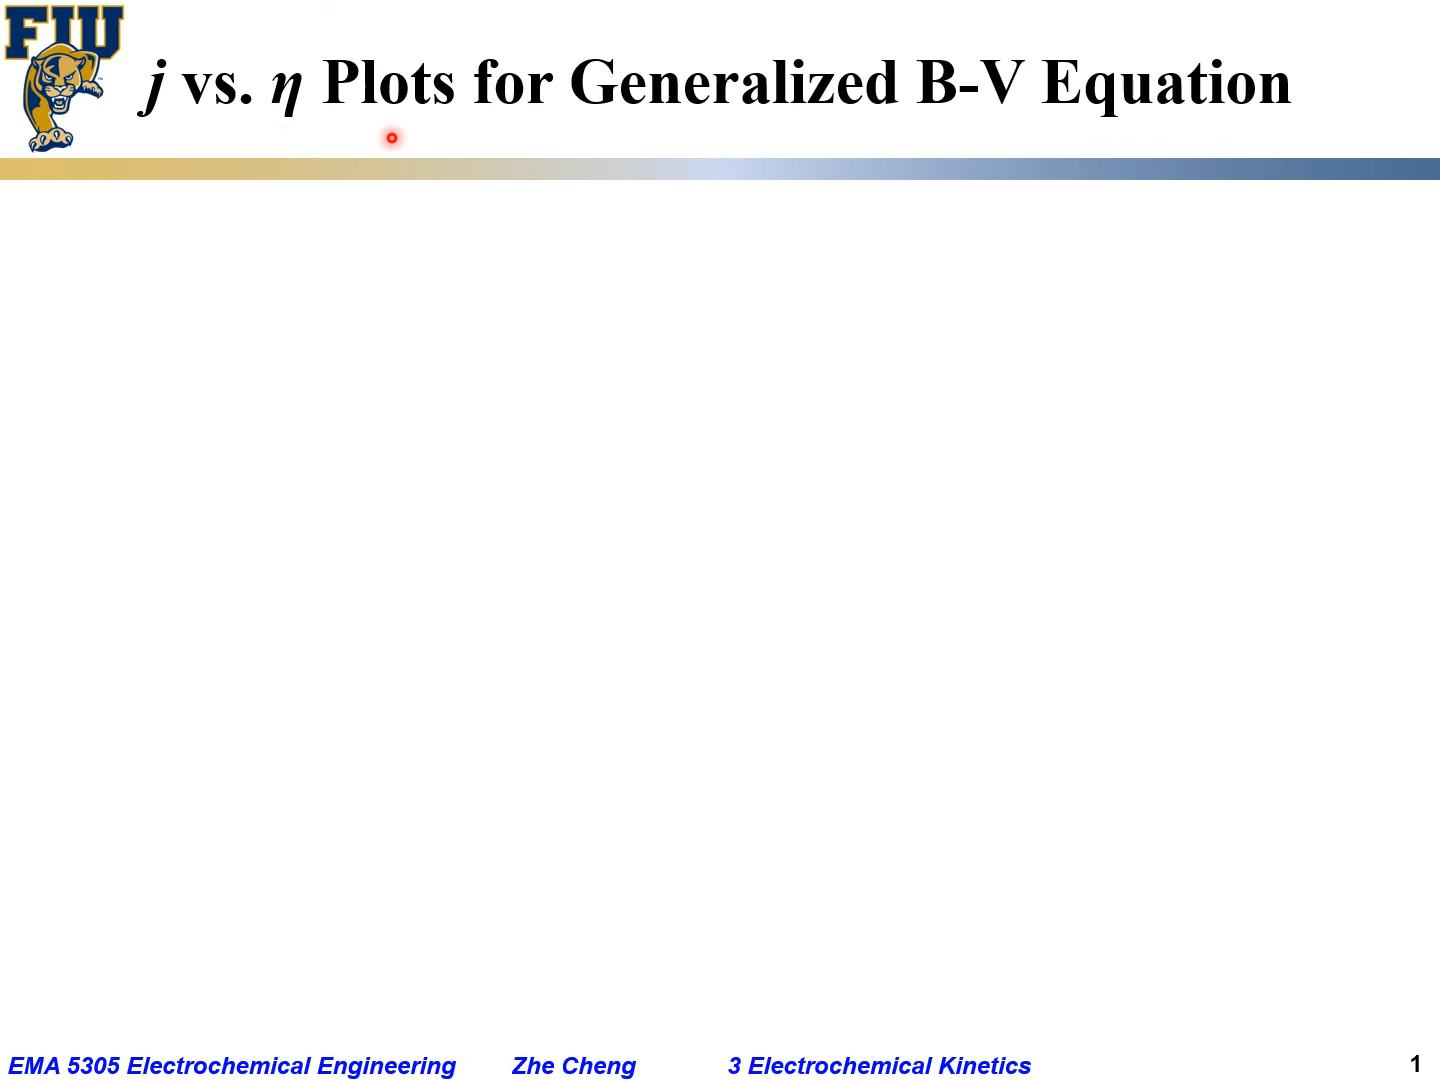 FIU
j vs. η Plots for Generalized B-V Equation
EMA 5305 Electrochemical Engineering Zhe Cheng 3 Electrochemical Kinetics 1